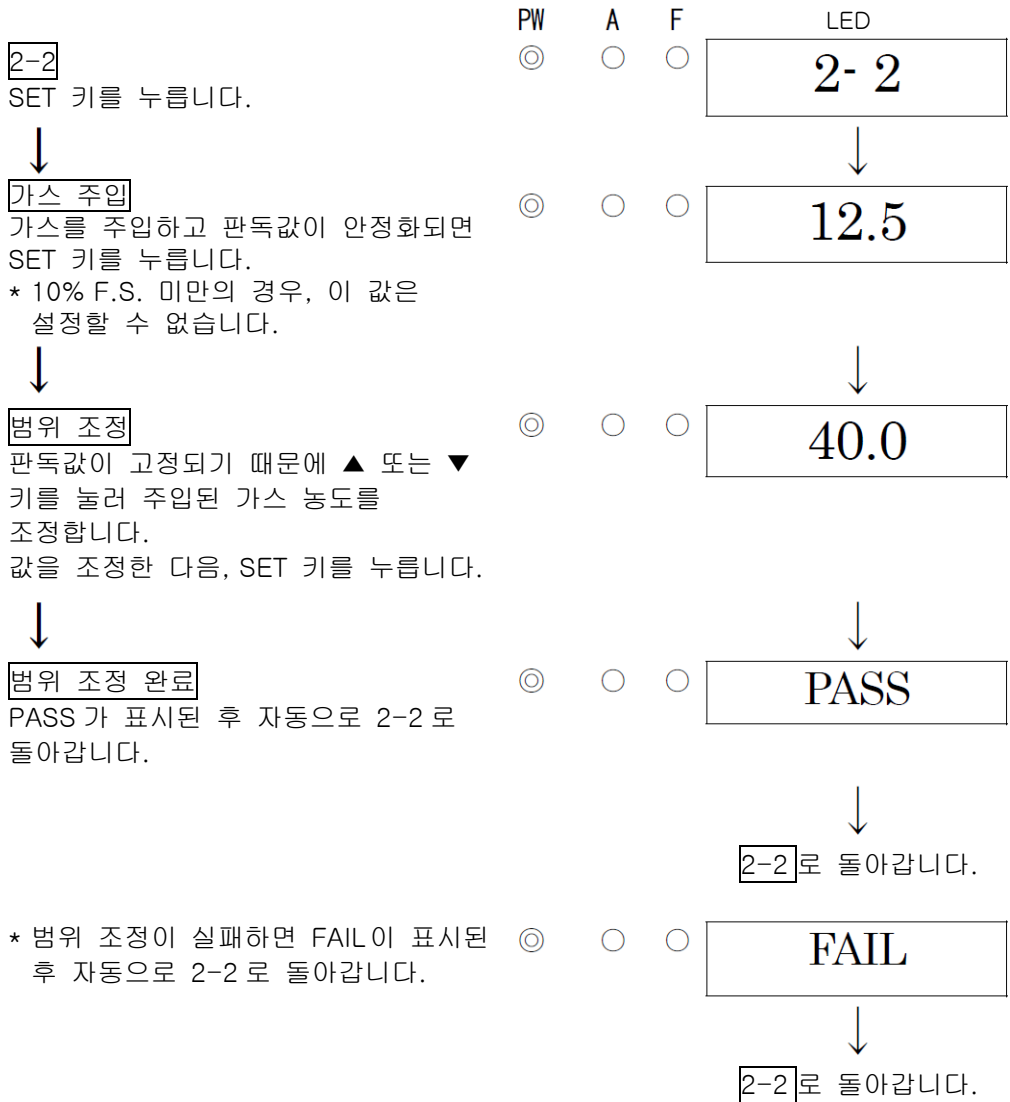 PW A F LED
2-2 ◎ ○ ○ 2- 2
SET 키를 누릅니다.
↓ ↓
가스 주입 ◎ ○ ○ 12.5
가스를 주입하고 판독값이 안정화되면
SET 키를 누릅니다.
* 10% F.S. 미만의 경우, 이 값은
설정할 수 없습니다.
↓ ↓
범위 조정 ◎ ○ ○ 40.0
판독값이 고정되기 때문에 ▲ 또는 ▼
키를 눌러 주입된 가스 농도를
조정합니다.
값을 조정한 다음, SET 키를 누릅니다.
↓ ↓
범위 조정 완료 ◎ ○ ○ PASS
PASS 가 표시된 후 자동으로 2-2 로
돌아갑니다.
↓
2-2 로 돌아갑니다.
* 범위 조정이 실패하면 FAIL 이 표시된 ◎ ○ ○ FAIL
후 자동으로 2-2 로 돌아갑니다.
↓
2-2 로 돌아갑니다.